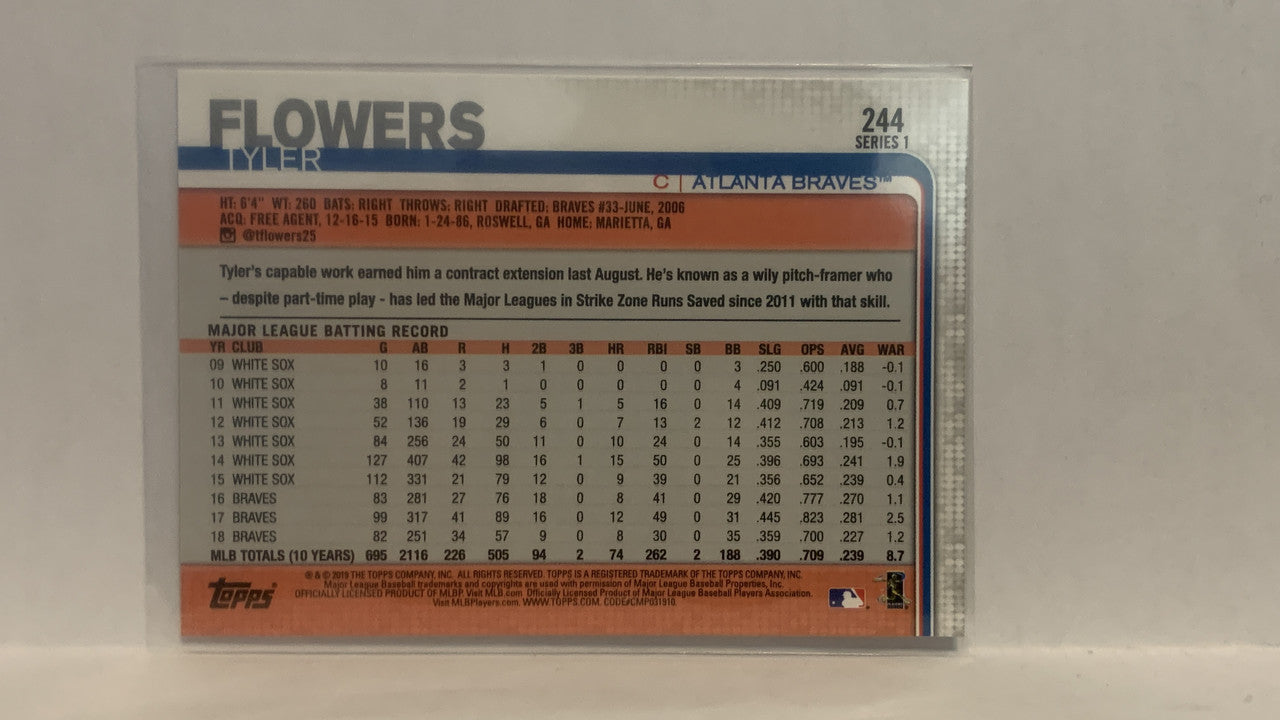 FLOWERS
TYLER
244
SERIES 1
C | ATLANTA BRAVES™
HT: 6'4" WT: 260 BATS: RIGHT THROWS: RIGHT DRAFTED: BRAVES #33-JUNE, 2006
ACQ: FREE AGENT, 12-16-15 BORN: 1-24-86, ROSWELL, GA HOME: MARIETTA, GA
@tflowers25
Tyler's capable work earned him a contract extension last August. He's known as a wily pitch-framer who
– despite part-time play - has led the Major Leagues in Strike Zone Runs Saved since 2011 with that skill.
MAJOR LEAGUE BATTING RECORD
YR CLUB G AB R H 2B 3B HR RBI SB BB SLG OPS AVG WAR
09 WHITE SOX 10 16 3 3 1 0 0 0 0 3 .250 .600 .188 -0.1
10 WHITE SOX 8 11 2 1 0 0 0 0 0 4 .091 .424 .091 -0.1
11 WHITE SOX 38 110 13 23 5 1 5 16 0 14 .409 .719 .209 0.7
12 WHITE SOX 52 136 19 29 6 0 7 13 2 12 .412 .708 .213 1.2
13 WHITE SOX 84 256 24 50 11 0 10 24 0 14 .355 .603 .195 -0.1
14 WHITE SOX 127 407 42 98 16 1 15 50 0 25 .396 .693 .241 1.9
15 WHITE SOX 112 331 21 79 12 0 9 39 0 21 .356 .652 .239 0.4
16 BRAVES 83 281 27 76 18 0 8 41 0 29 .420 .777 .270 1.1
17 BRAVES 99 317 41 89 16 0 12 49 0 31 .445 .823 .281 2.5
18 BRAVES 82 251 34 57 9 0 8 30 0 35 .359 .700 .227 1.2
MLB TOTALS (10 YEARS) 695 2116 226 505 94 2 74 262 2 188 .390 .709 .239 8.7
Topps
® & © 2019 THE TOPPS COMPANY, INC. ALL RIGHTS RESERVED. TOPPS IS A REGISTERED TRADEMARK OF THE TOPPS COMPANY, INC.
Major League Baseball trademarks and copyrights are used with permission of Major League Baseball Properties, Inc.
OFFICIALLY LICENSED PRODUCT OF MLBP. Visit MLB.com Officially Licensed Product of Major League Baseball Players Association.
Visit MLBPlayers.com. WWW.TOPPS.COM. CODE#CMP031910